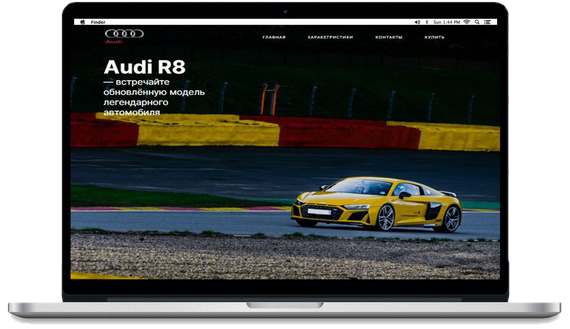 Finder
Sun 1:44 PM
Audi
ГЛАВНАЯ ХАРАКТЕРИСТИКИ КОНТАКТЫ КУПИТЬ
Audi R8
— встречайте
обновлённую модель
легендарного
автомобиля